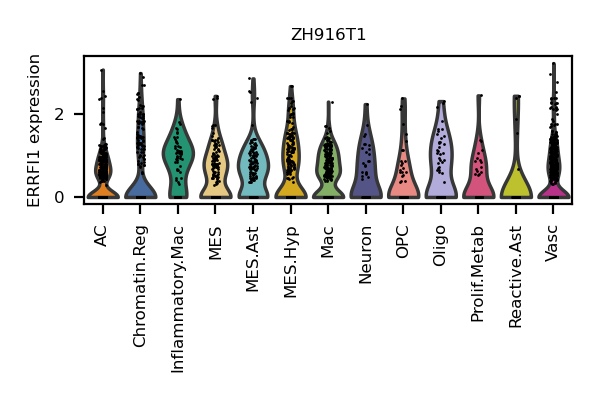 ZH916T1
ERRFI1 expression
2
0
AC
Chromatin.Reg
Inflammatory.Mac
MES
MES.Ast
MES.Hyp
Mac
Neuron
OPC
Oligo
Prolif.Metab
Reactive.Ast
Vasc